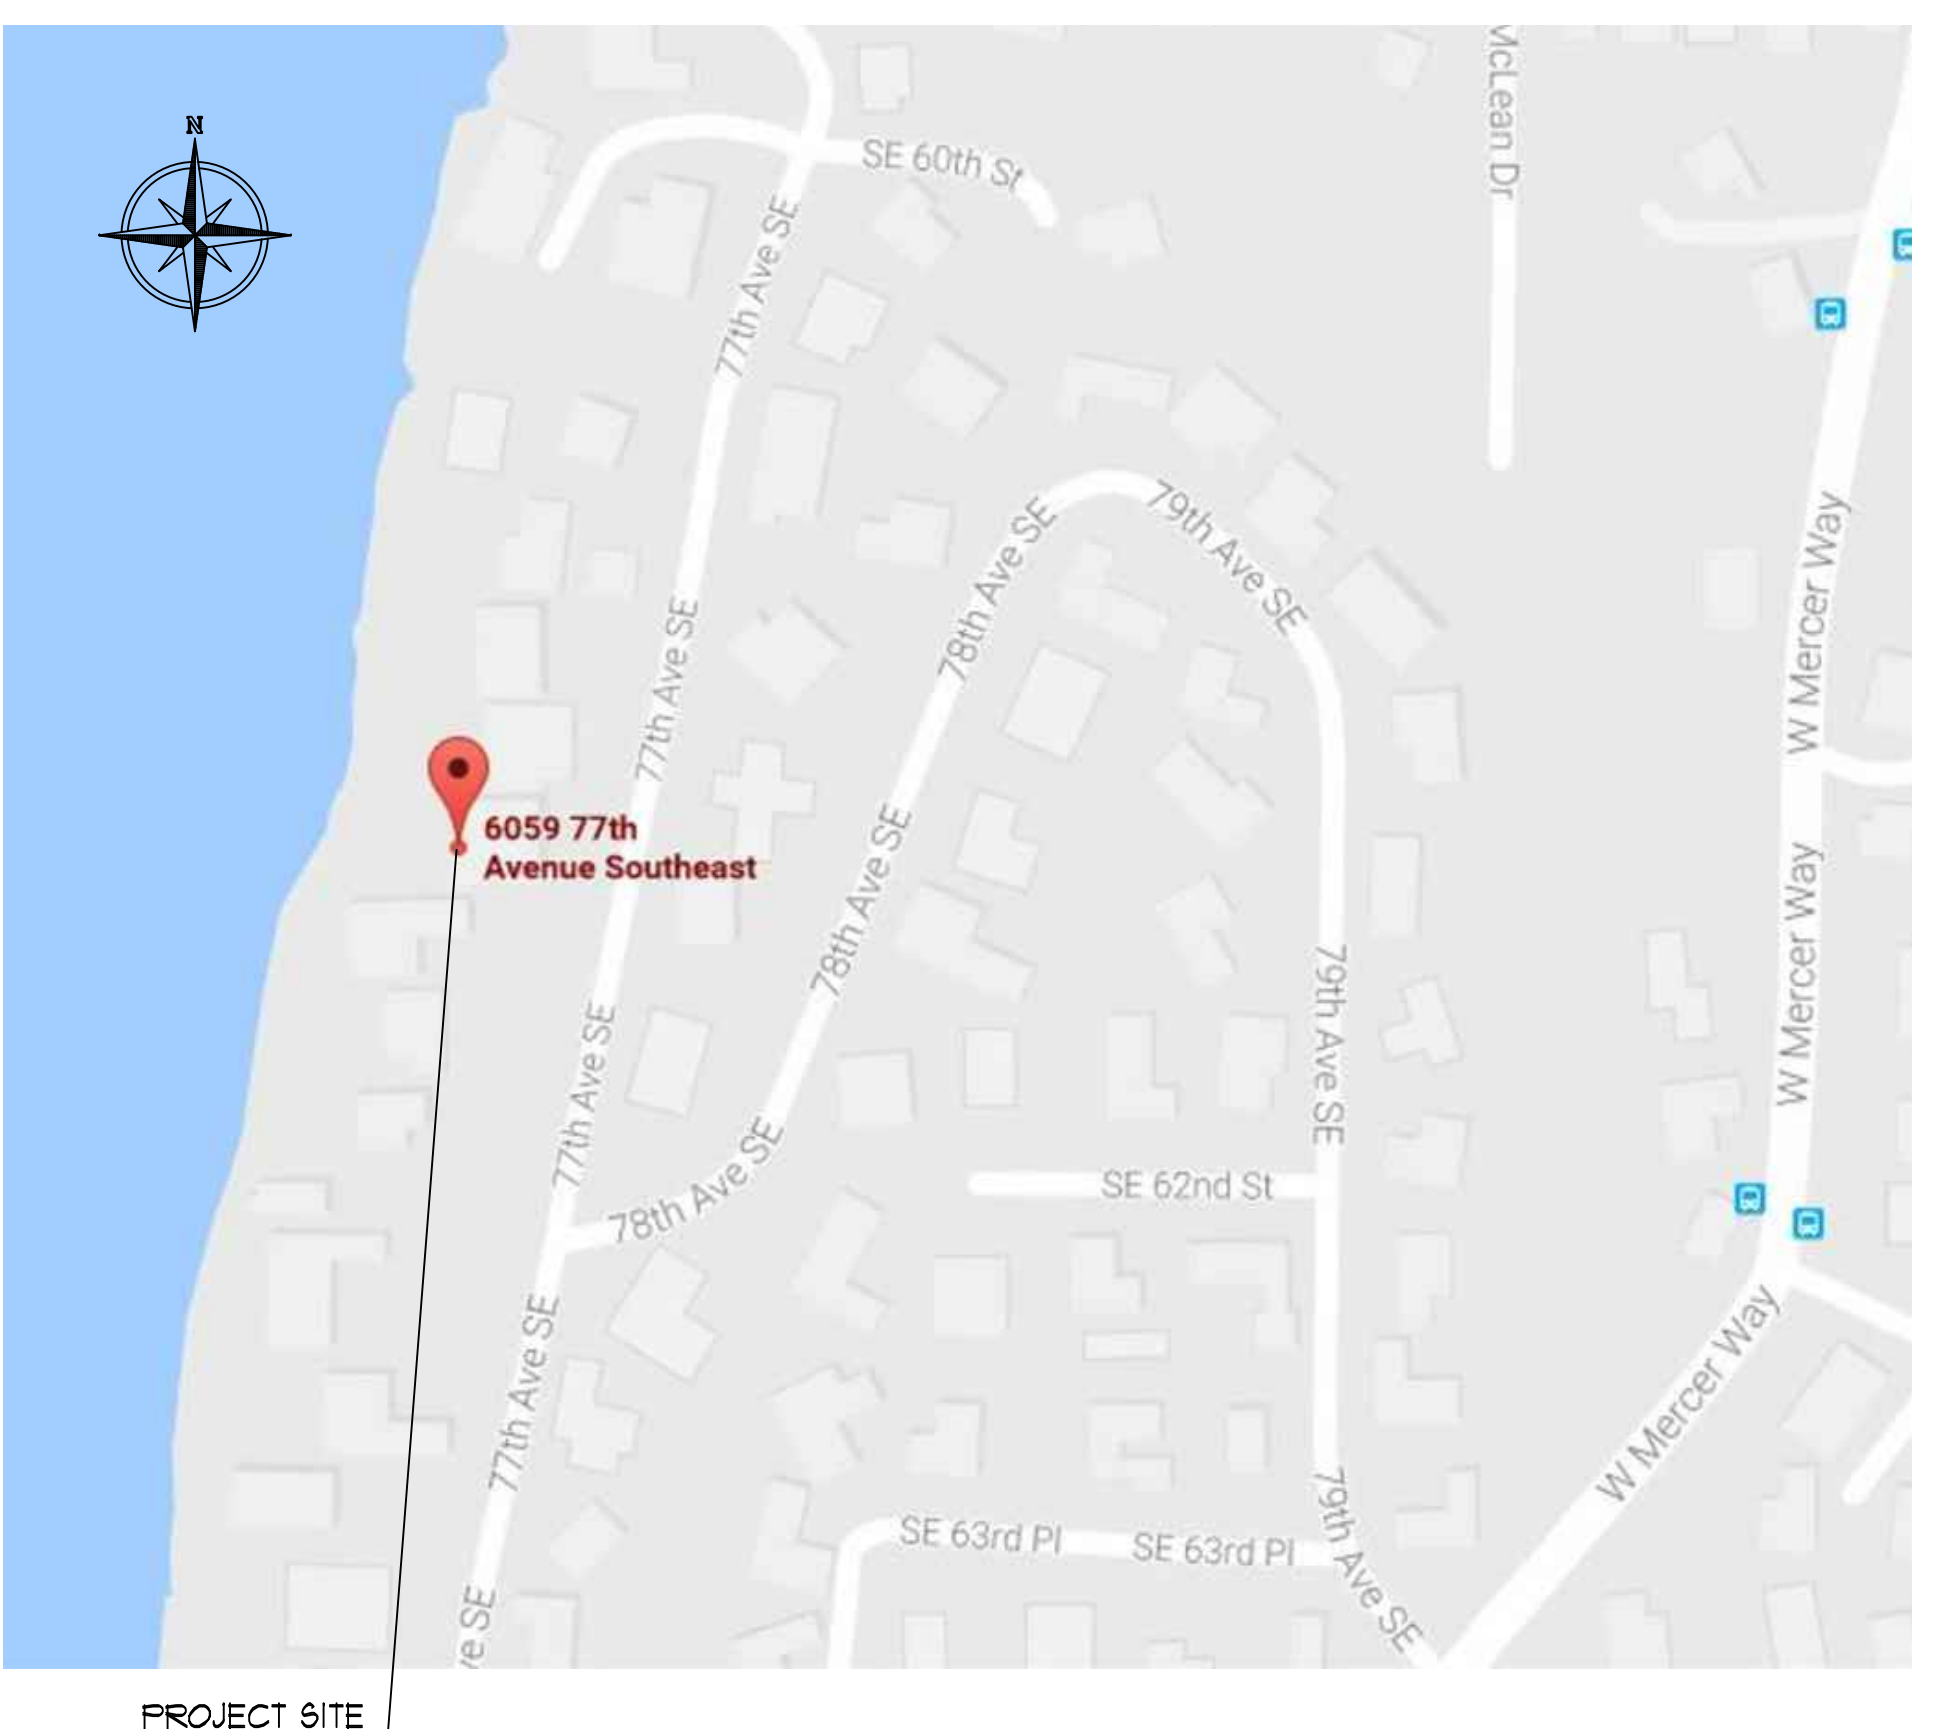 McLean Dr
N
SE 60th St
77th Ave SE
W Mercer Way
79th Ave SE
78th Ave SE
77th Ave SE
6059 77th
Avenue Southeast
78th Ave SE
W Mercer Way
79th Ave SE
77th Ave SE
78th Ave SE
SE 62nd St
77th Ave SE
W Mercer Way
SE 63rd Pl
SE 63rd Pl
79th Ave SE
ve SE
PROJECT SITE